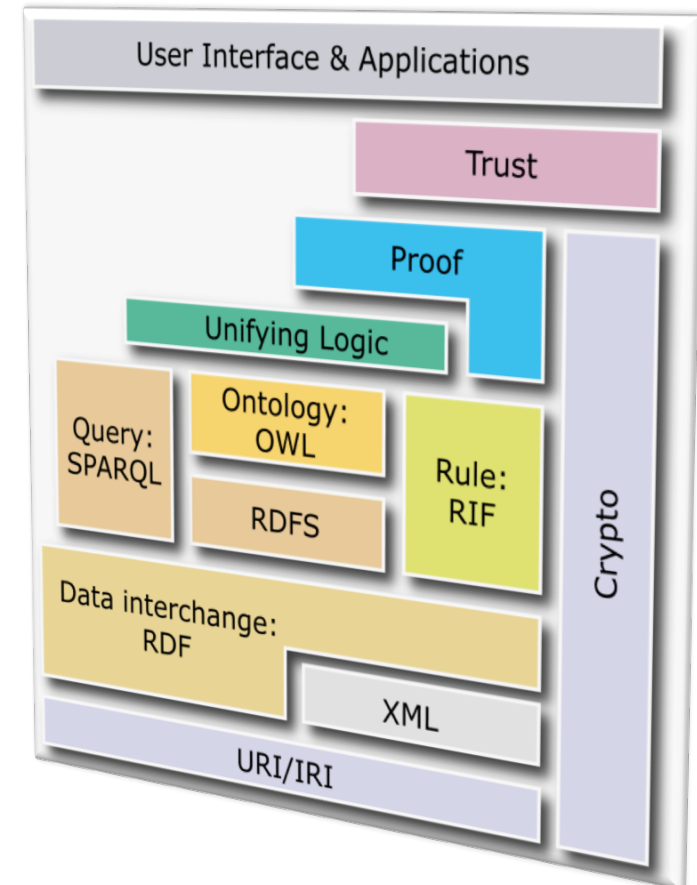 User Interface & Applications
Trust
Proof
Unifying Logic
Query:
SPARQL
Ontology:
OWL
RDFS
Rule:
RIF
Crypto
Data interchange:
RDF
XML
URI/IRI